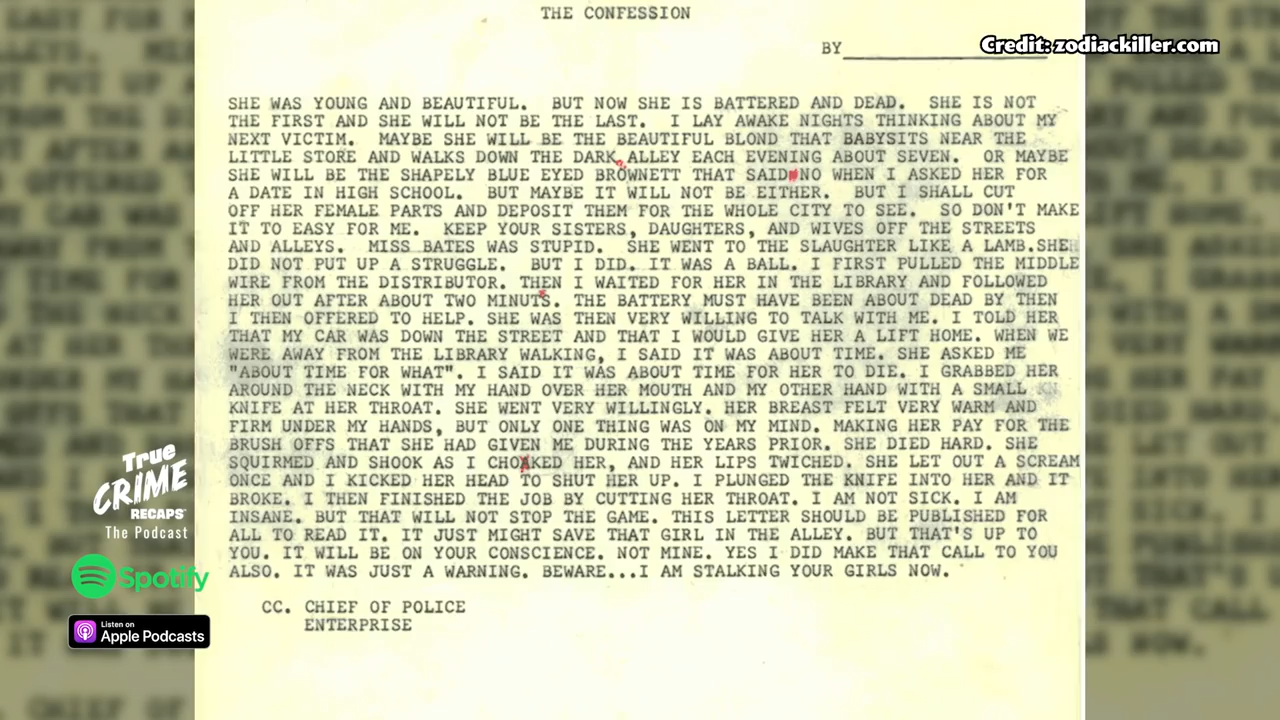 THE CONFESSION
BY
Credit: zodiackiller.com
SHE WAS YOUNG AND BEAUTIFUL. BUT NOW SHE IS BATTERED AND DEAD. SHE IS NOT
THE FIRST AND SHE WILL NOT BE THE LAST. I LAY AWAKE NIGHTS THINKING ABOUT MY
NEXT VICTIM. MAYBE SHE WILL BE THE BEAUTIFUL BLOND THAT BABYSITS NEAR THE
LITTLE STORE AND WALKS DOWN THE DARK ALLEY EACH EVENING ABOUT SEVEN. OR MAYBE
SHE WILL BE THE SHAPELY BLUE EYED BROWNETT THAT SAID NO WHEN I ASKED HER FOR
A DATE IN HIGH SCHOOL. BUT MAYBE IT WILL NOT BE EITHER. BUT I SHALL CUT
OFF HER FEMALE PARTS AND DEPOSIT THEM FOR THE WHOLE CITY TO SEE. SO DON'T MAKE
IT TO EASY FOR ME. KEEP YOUR SISTERS, DAUGHTERS, AND WIVES OFF THE STREETS
AND ALLEYS. MISS BATES WAS STUPID. SHE WENT TO THE SLAUGHTER LIKE A LAMB.SHE
DID NOT PUT UP A STRUGGLE. BUT I DID. IT WAS A BALL. I FIRST PULLED THE MIDDLE
WIRE FROM THE DISTRIBUTOR. THEN I WAITED FOR HER IN THE LIBRARY AND FOLLOWED
HER OUT AFTER ABOUT TWO MINUTS. THE BATTERY MUST HAVE BEEN ABOUT DEAD BY THEN
I THEN OFFERED TO HELP. SHE WAS THEN VERY WILLING TO TALK WITH ME. I TOLD HER
THAT MY CAR WAS DOWN THE STREET AND THAT I WOULD GIVE HER A LIFT HOME. WHEN WE
WERE AWAY FROM THE LIBRARY WALKING, I SAID IT WAS ABOUT TIME. SHE ASKED ME
"ABOUT TIME FOR WHAT". I SAID IT WAS ABOUT TIME FOR HER TO DIE. I GRABBED HER
AROUND THE NECK WITH MY HAND OVER HER MOUTH AND MY OTHER HAND WITH A SMALL
KNIFE AT HER THROAT. SHE WENT VERY WILLINGLY. HER BREAST FELT VERY WARM AND
FIRM UNDER MY HANDS, BUT ONLY ONE THING WAS ON MY MIND. MAKING HER PAY FOR THE
BRUSH OFFS THAT SHE HAD GIVEN ME DURING THE YEARS PRIOR. SHE DIED HARD. SHE
SQUIRMED AND SHOOK AS I CHOAKED HER, AND HER LIPS TWICHED. SHE LET OUT A SCREAM
ONCE AND I KICKED HER HEAD TO SHUT HER UP. I PLUNGED THE KNIFE INTO HER AND IT
BROKE. I THEN FINISHED THE JOB BY CUTTING HER THROAT. I AM NOT SICK. I AM
INSANE. BUT THAT WILL NOT STOP THE GAME. THIS LETTER SHOULD BE PUBLISHED FOR
ALL TO READ IT. IT JUST MIGHT SAVE THAT GIRL IN THE ALLEY. BUT THAT'S UP TO
YOU. IT WILL BE ON YOUR CONSCIENCE. NOT MINE. YES I DID MAKE THAT CALL TO YOU
ALSO. IT WAS JUST A WARNING. BEWARE...I AM STALKING YOUR GIRLS NOW.
CC. CHIEF OF POLICE
ENTERPRISE
True
CRIME
RECAPS
The Podcast
Spotify
Listen on
Apple Podcasts